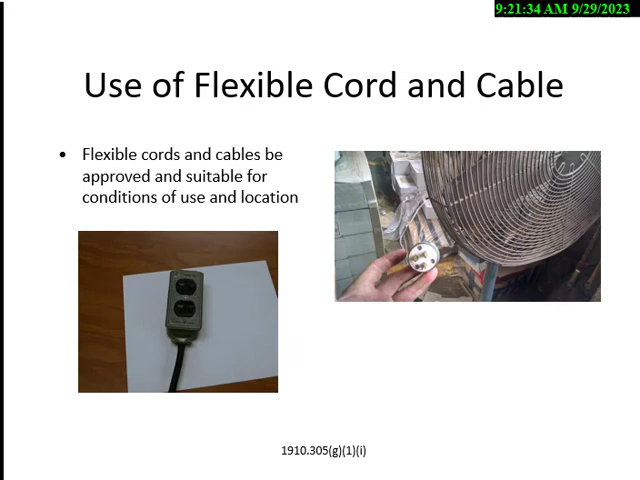 9:21:34 AM 9/29/2023
Use of Flexible Cord and Cable
• Flexible cords and cables be
approved and suitable for
conditions of use and location
1910.305(g)(1)(i)